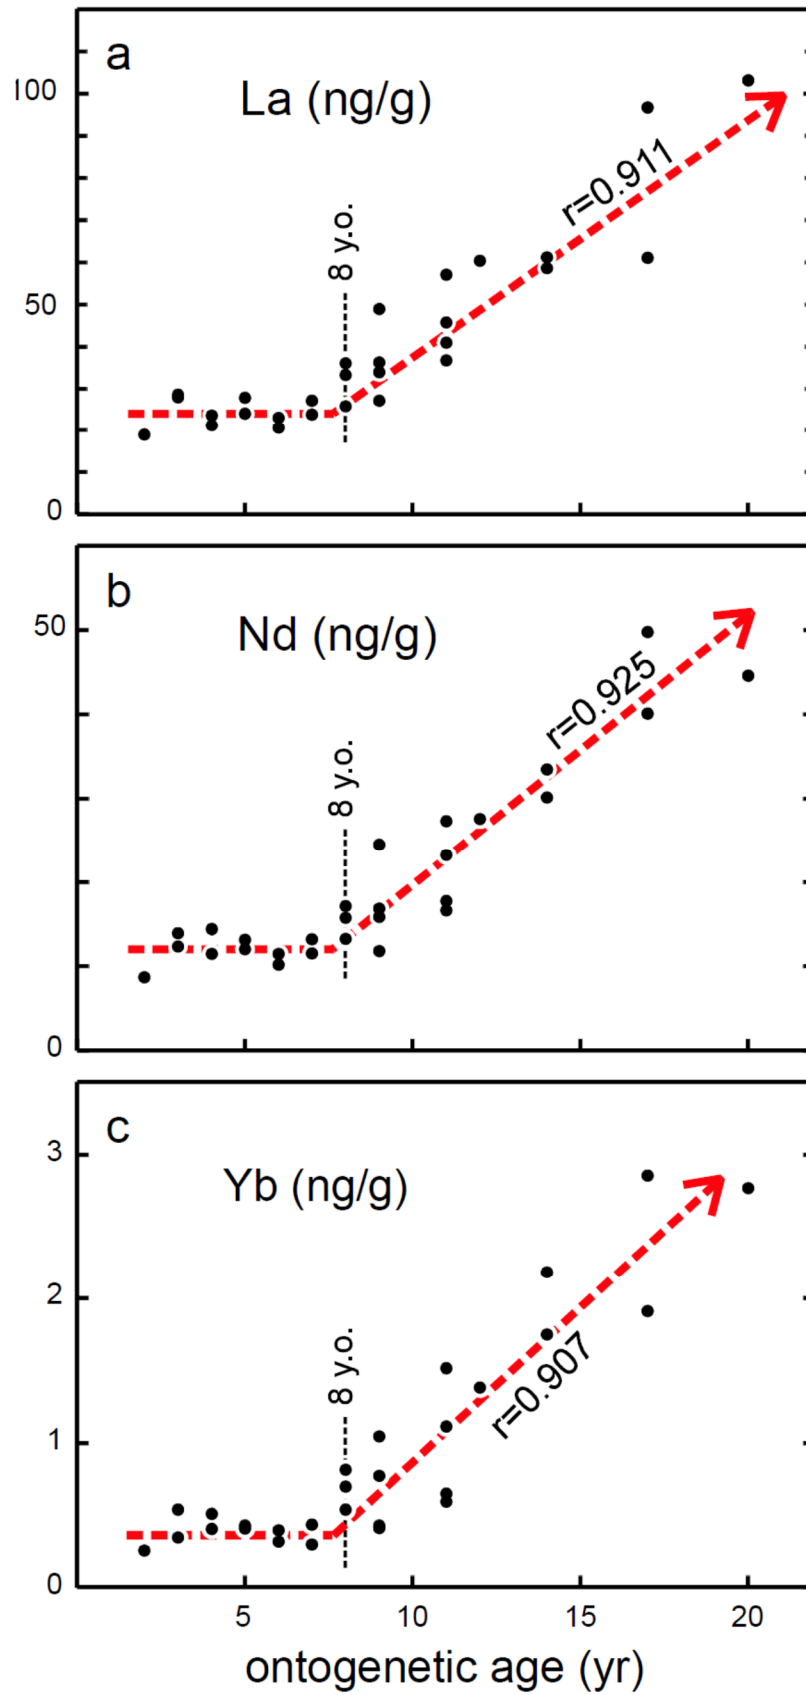 a
La (ng/g)
100
50
0
8 y.o.
r=0.911
b
Nd (ng/g)
50
0
8 y.o.
r=0.925
c
Yb (ng/g)
3
2
1
0
8 y.o.
r=0.907
5 10 15 20
ontogenetic age (yr)